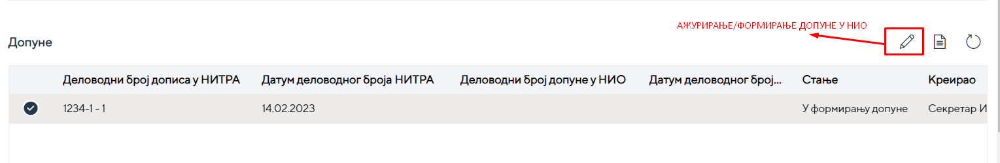 АЖУРИРАЊЕ/ФОРМИРАЊЕ ДОПУНЕ У НИО
Допуне
Деловодни број дописа у НИТРА Датум деловодног броја НИТРА Деловодни број допуне у НИО Датум деловодног број... Стање Креирао
1234-1 - 1 14.02.2023 У формирању допуне Секретар И